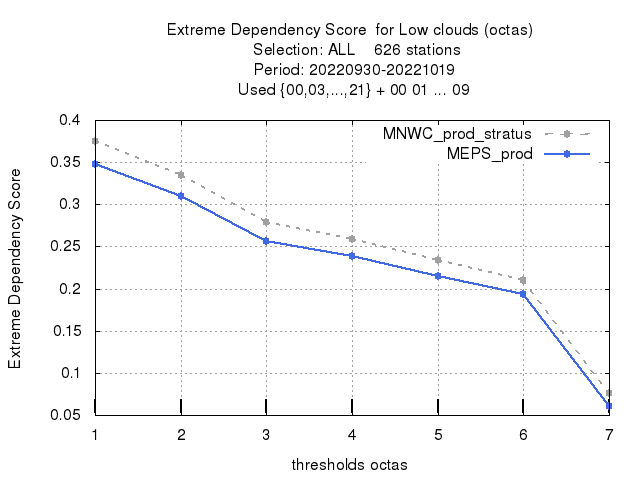 Extreme Dependency Score  for Low clouds (octas)
Selection: ALL    626 stations
Period: 20220930-20221019
Used {00,03,...,21} + 00 01 ... 09
MNWC_prod_stratus
MEPS_prod
Extreme Dependency Score
0.4
0.35
0.3
0.25
0.2
0.15
0.1
0.05
1 2 3 4 5 6 7
thresholds octas